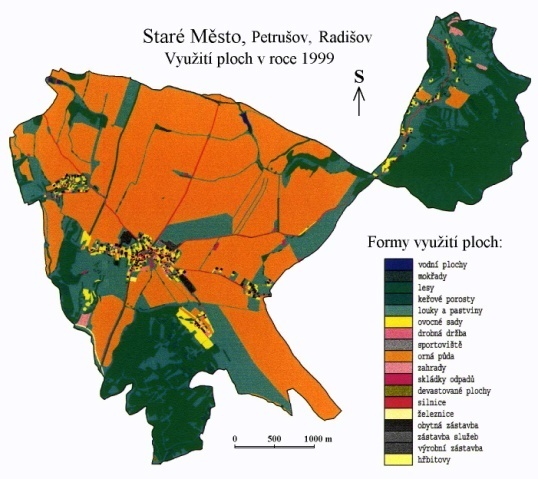 Staré Město, Petrušov, Radišov
Využití ploch v roce 1999
S
Formy využití ploch:
vodní plochy
mokřady
lesy
keřové porosty
louky a pastviny
ovocné sady
drobná držba
sportoviště
orná půda
zahrady
skládky odpadů
devastované plochy
silnice
železnice
obytná zástavba
zástavba služeb
výrobní zástavba
hřbitovy
0 500 1000 m